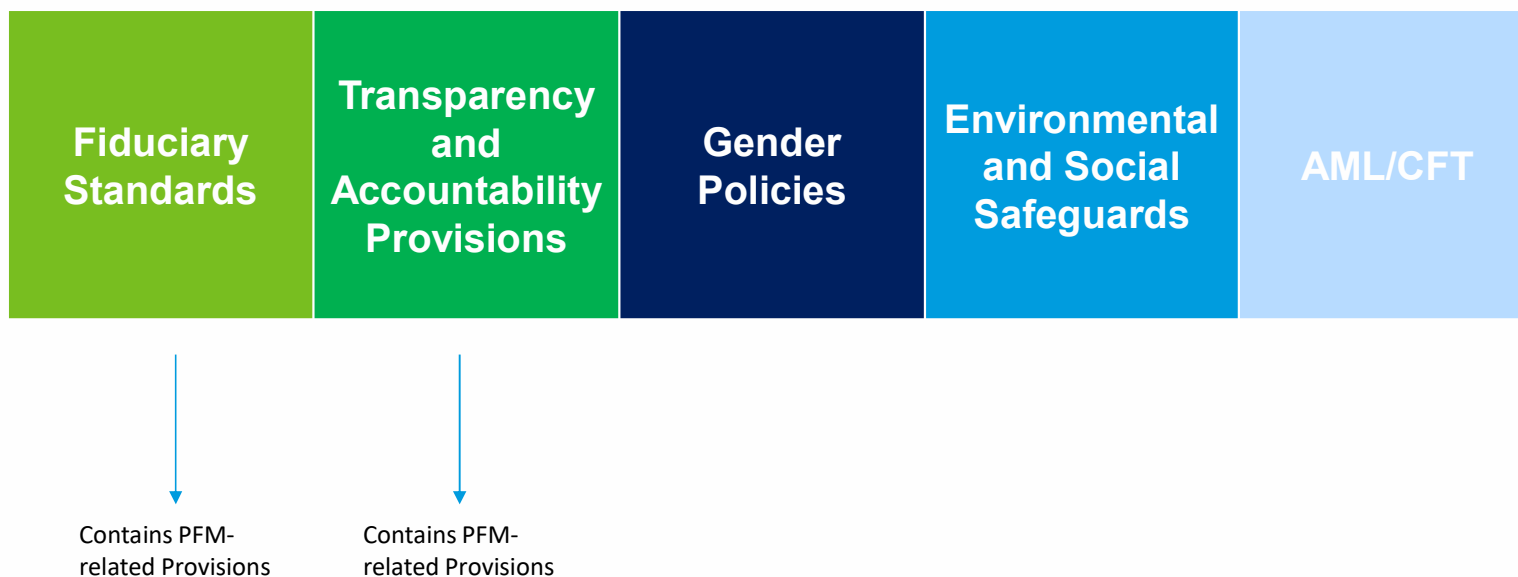 Fiduciary
Standards
Transparency
and
Accountability
Provisions
Gender
Policies
Environmental
and Social
Safeguards
AML/CFT
Contains PFM-
related Provisions
Contains PFM-
related Provisions